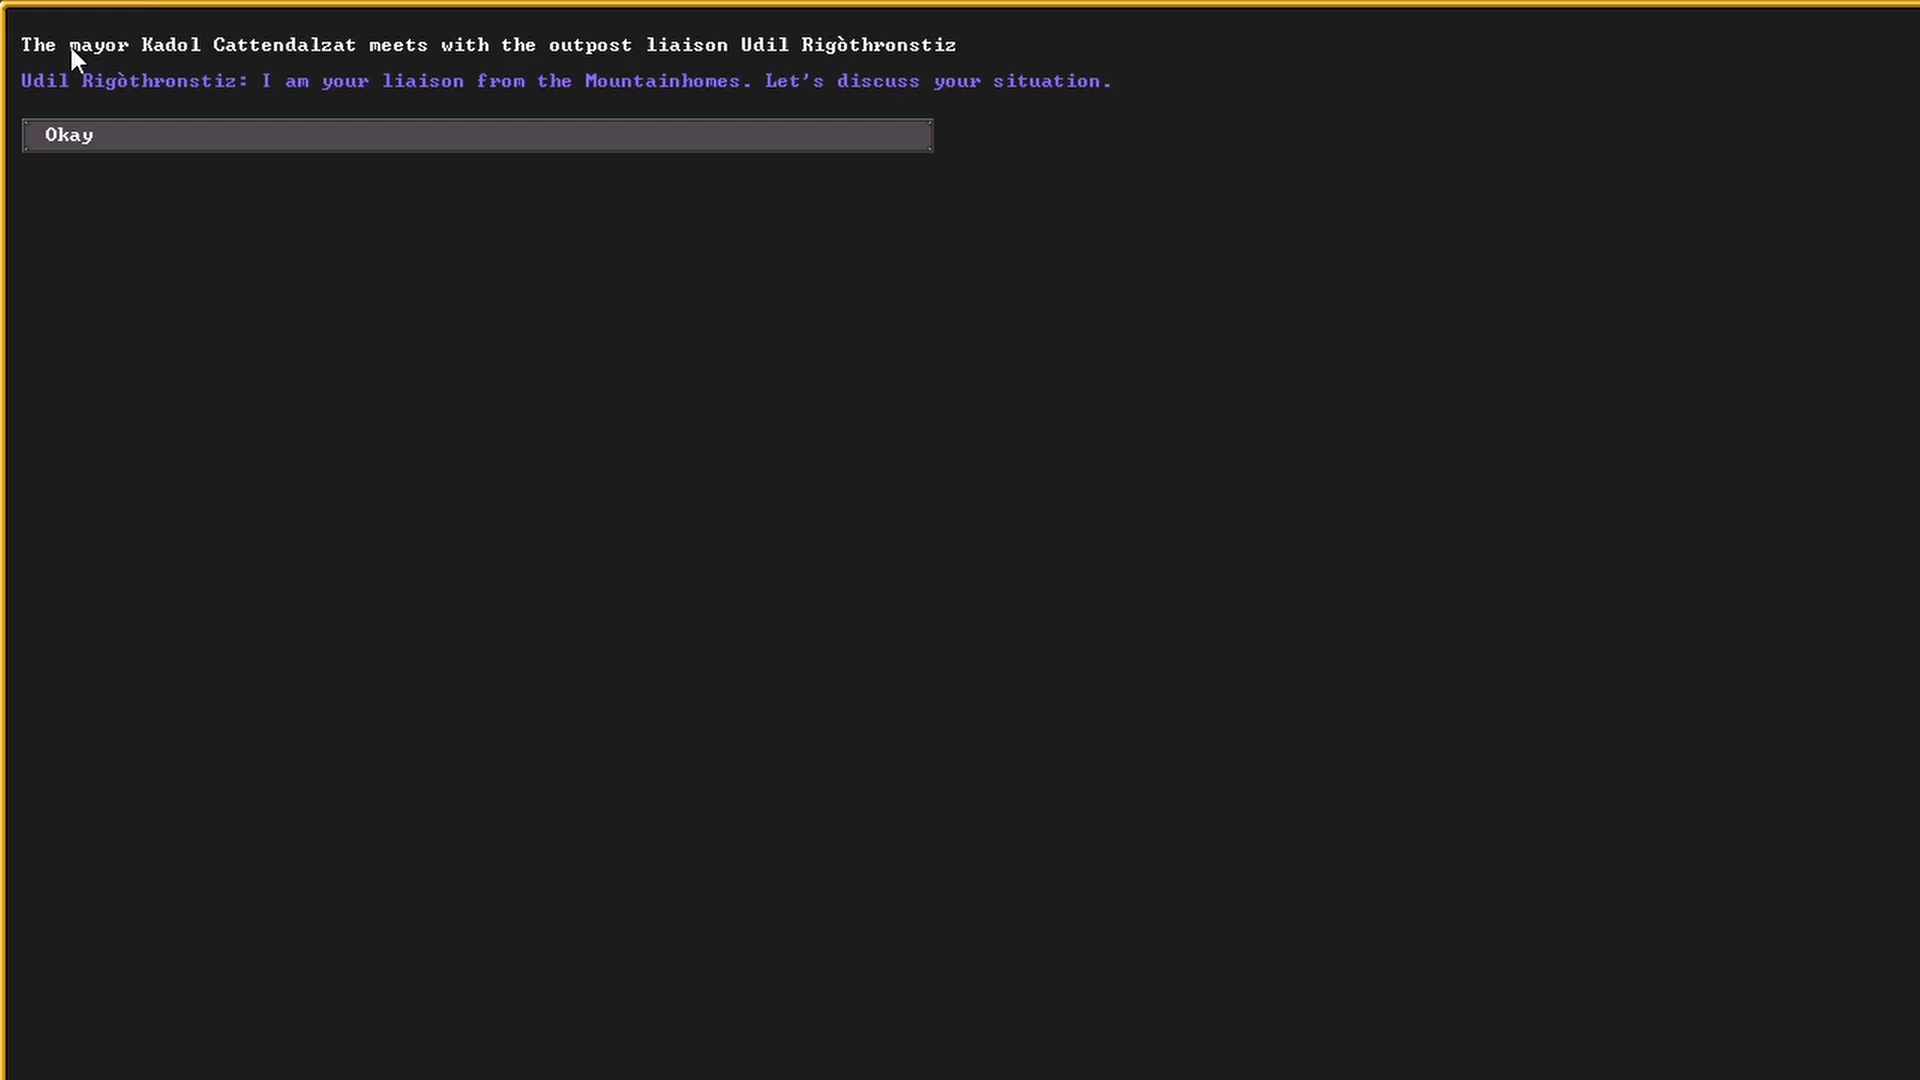 The mayor Kadol Cattendalzat meets with the outpost liaison Udil Rigòthronstiz
Udil Rigòthronstiz: I am your liaison from the Mountainhomes. Let's discuss your situation.
Okay